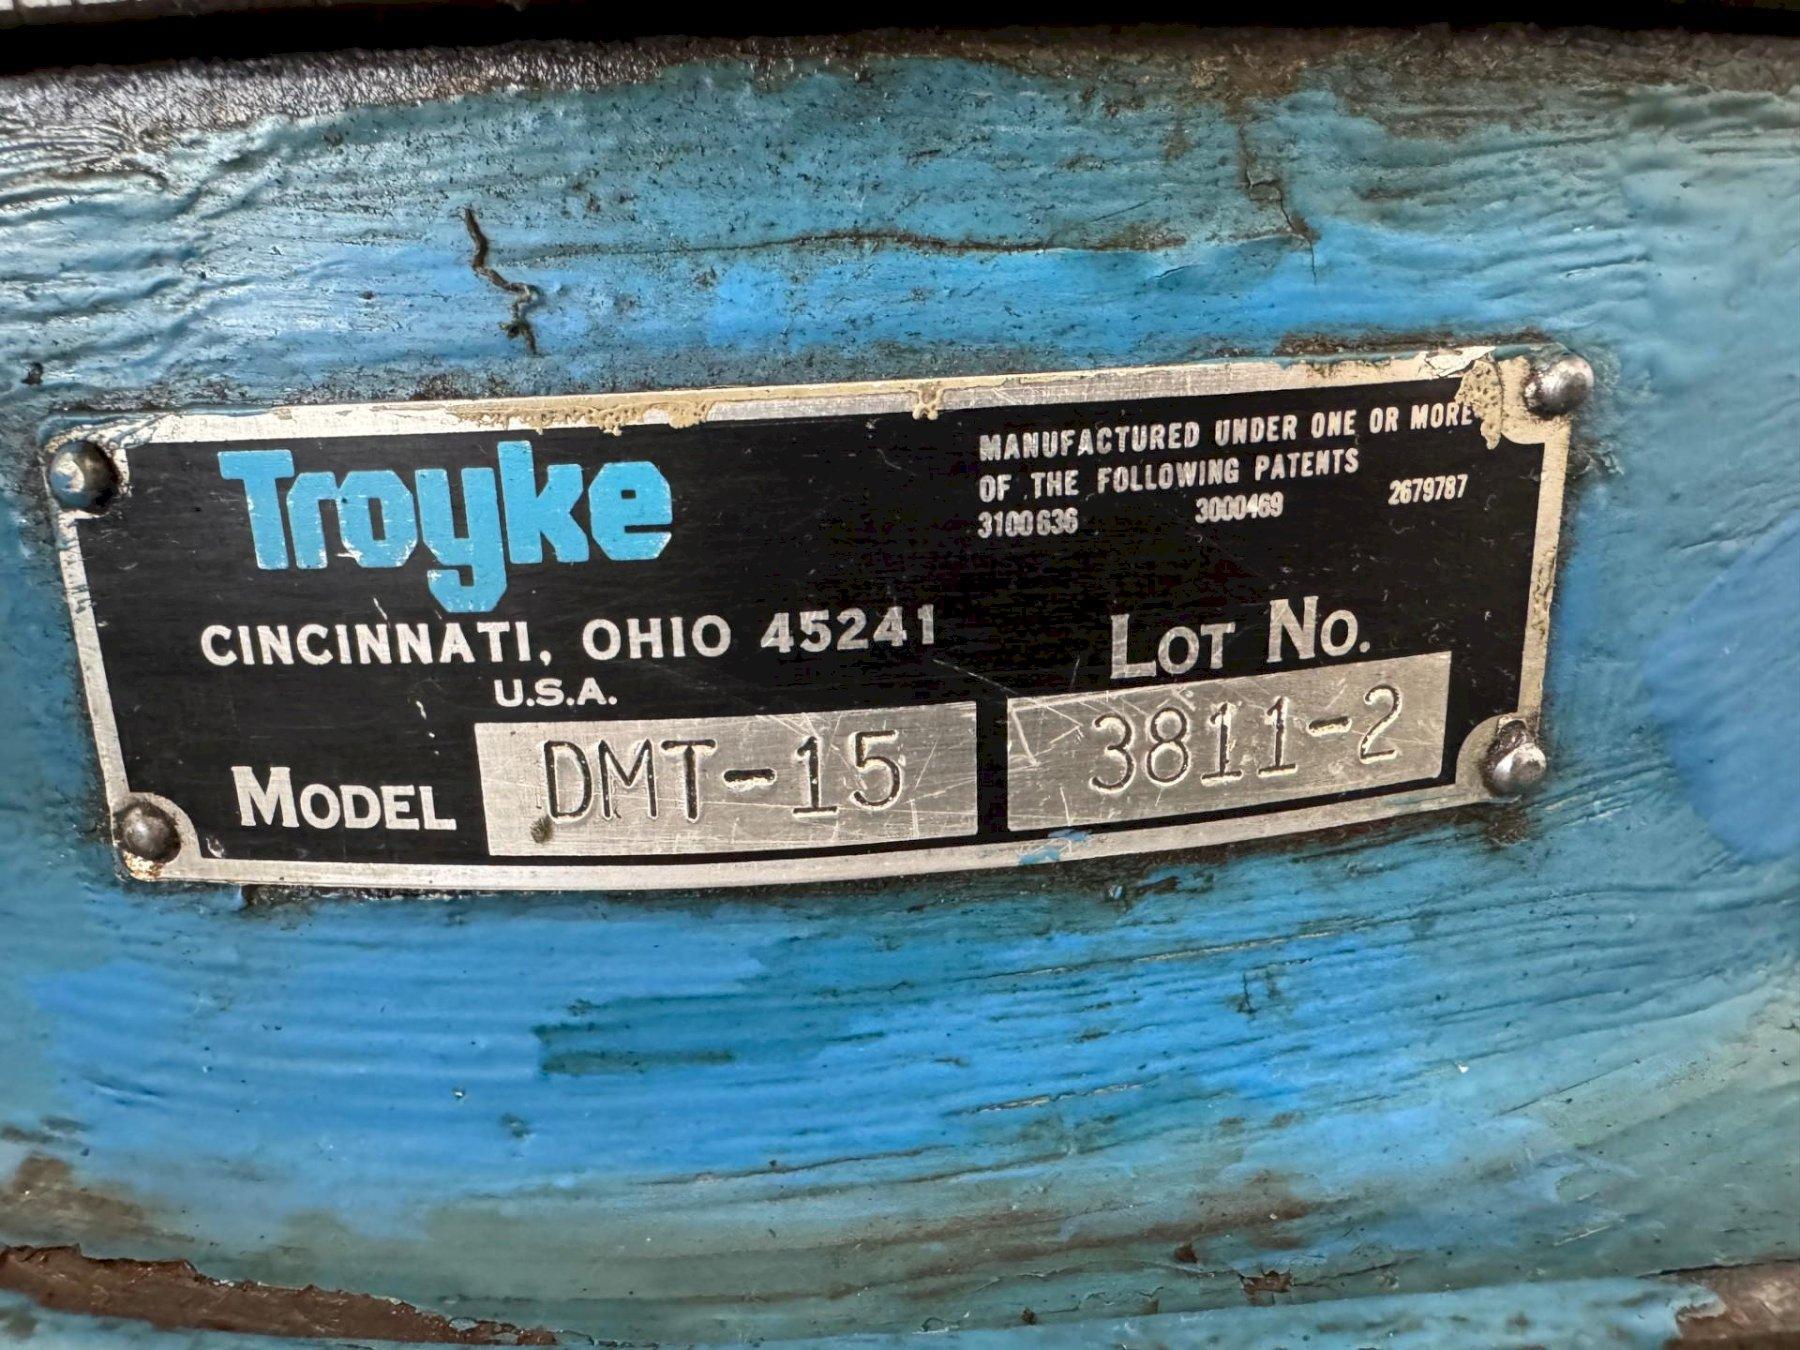 Troyke
CINCINNATI, OHIO 45241
U.S.A.
MODEL DMT-15
MANUFACTURED UNDER ONE OR MORE
OF THE FOLLOWING PATENTS
3100636 3000469 2679787
LOT NO.
3811-2